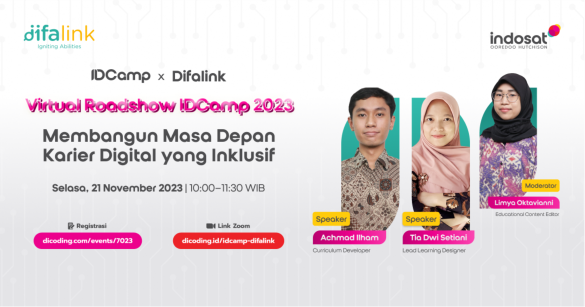 difalink
Igniting Abilities
indosat
OOREDOO HUTCHISON
IDCamp x Difalink
Virtual Roadshow IDCamp 2023
Membangun Masa Depan
Karier Digital yang Inklusif
Selasa, 21 November 2023 | 10:00–11:30 WIB
Registrasi
dicoding.com/events/7023
Link Zoom
dicoding.id/idcamp-difalink
Speaker
Achmad Ilham
Curriculum Developer
Speaker
Tia Dwi Setiani
Lead Learning Designer
Moderator
Limya Oktavianni
Educational Content Editor